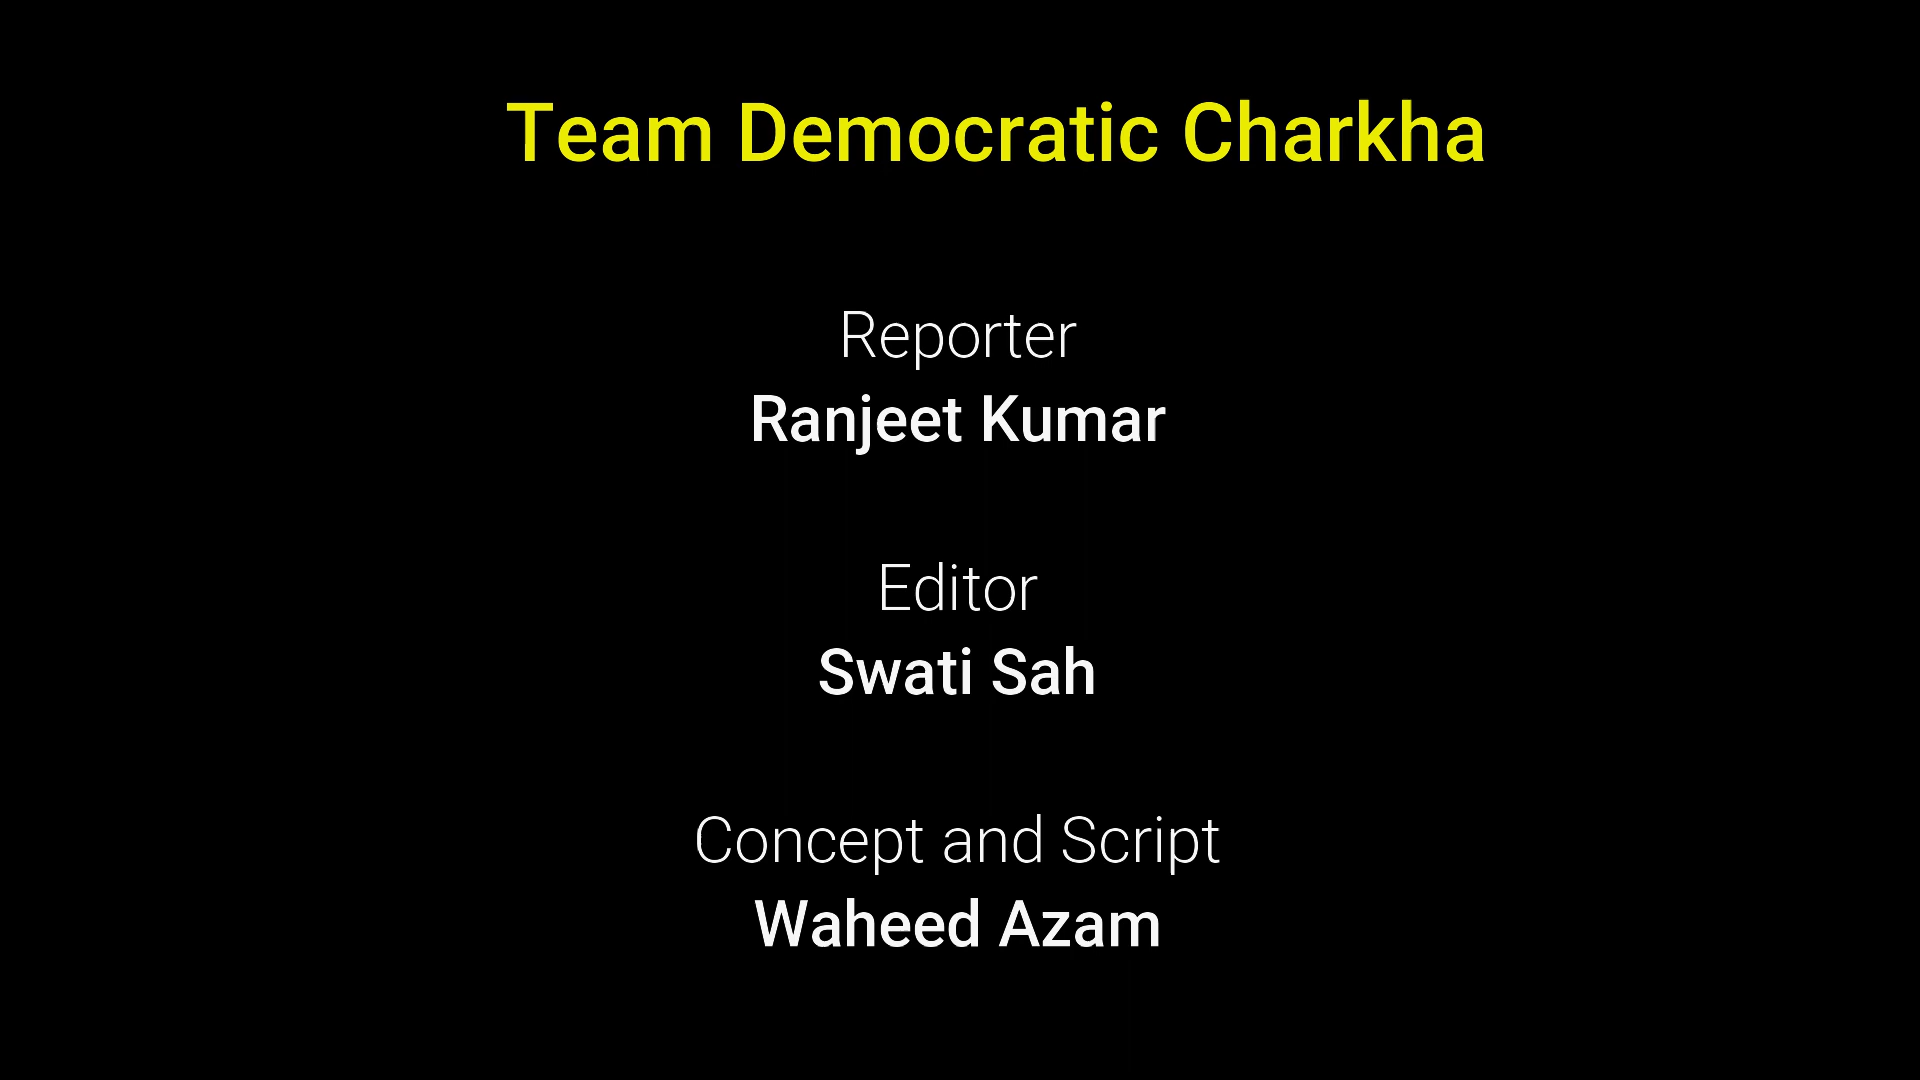 Team Democratic Charkha
Reporter
Ranjeet Kumar
Editor
Swati Sah
Concept and Script
Waheed Azam